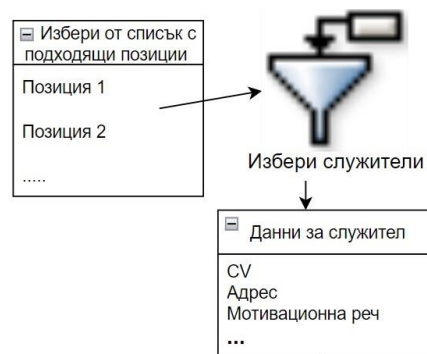 Избери от списък с
подходящи позиции
Позиция 1
Позиция 2
.....
Избери служители
Данни за служител
CV
Адрес
Мотивационна реч
...